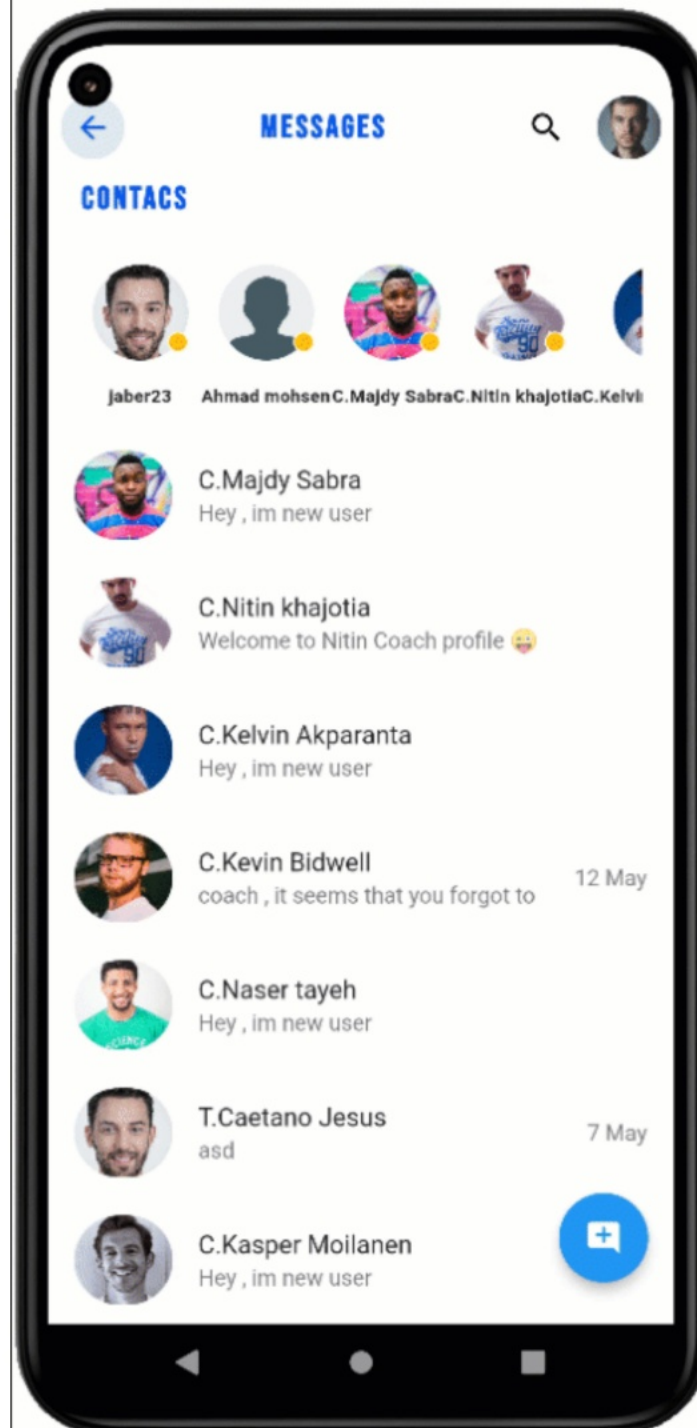 MESSAGES
CONTACS
jaber23 Ahmad mohsen C.Majdy Sabra C.Nitin khajotia C.Kelvi
C.Majdy Sabra
Hey , im new user
C.Nitin khajotia
Welcome to Nitin Coach profile 😜
C.Kelvin Akparanta
Hey , im new user
C.Kevin Bidwell
coach , it seems that you forgot to
12 May
C.Naser tayeh
Hey , im new user
T.Caetano Jesus
asd
7 May
C.Kasper Moilanen
Hey , im new user